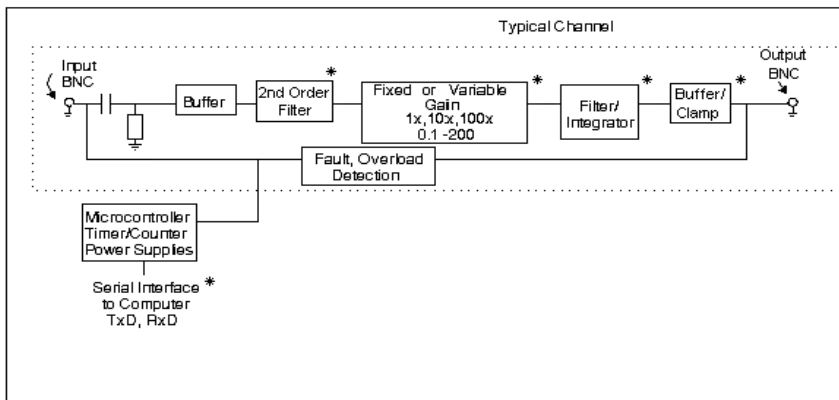 Typical Channel
Input
BNC
Output
BNC
Buffer
2nd Order
Filter
*
Fixed or Variable
Gain
1x,10x,100x
0.1 -200
*
Filter/
Integrator
*
Buffer/
Clamp
*
Fault, Overload
Detection
Microcontroller
Timer/Counter
Power Supplies
Serial Interface *
to Computer
TxD, RxD